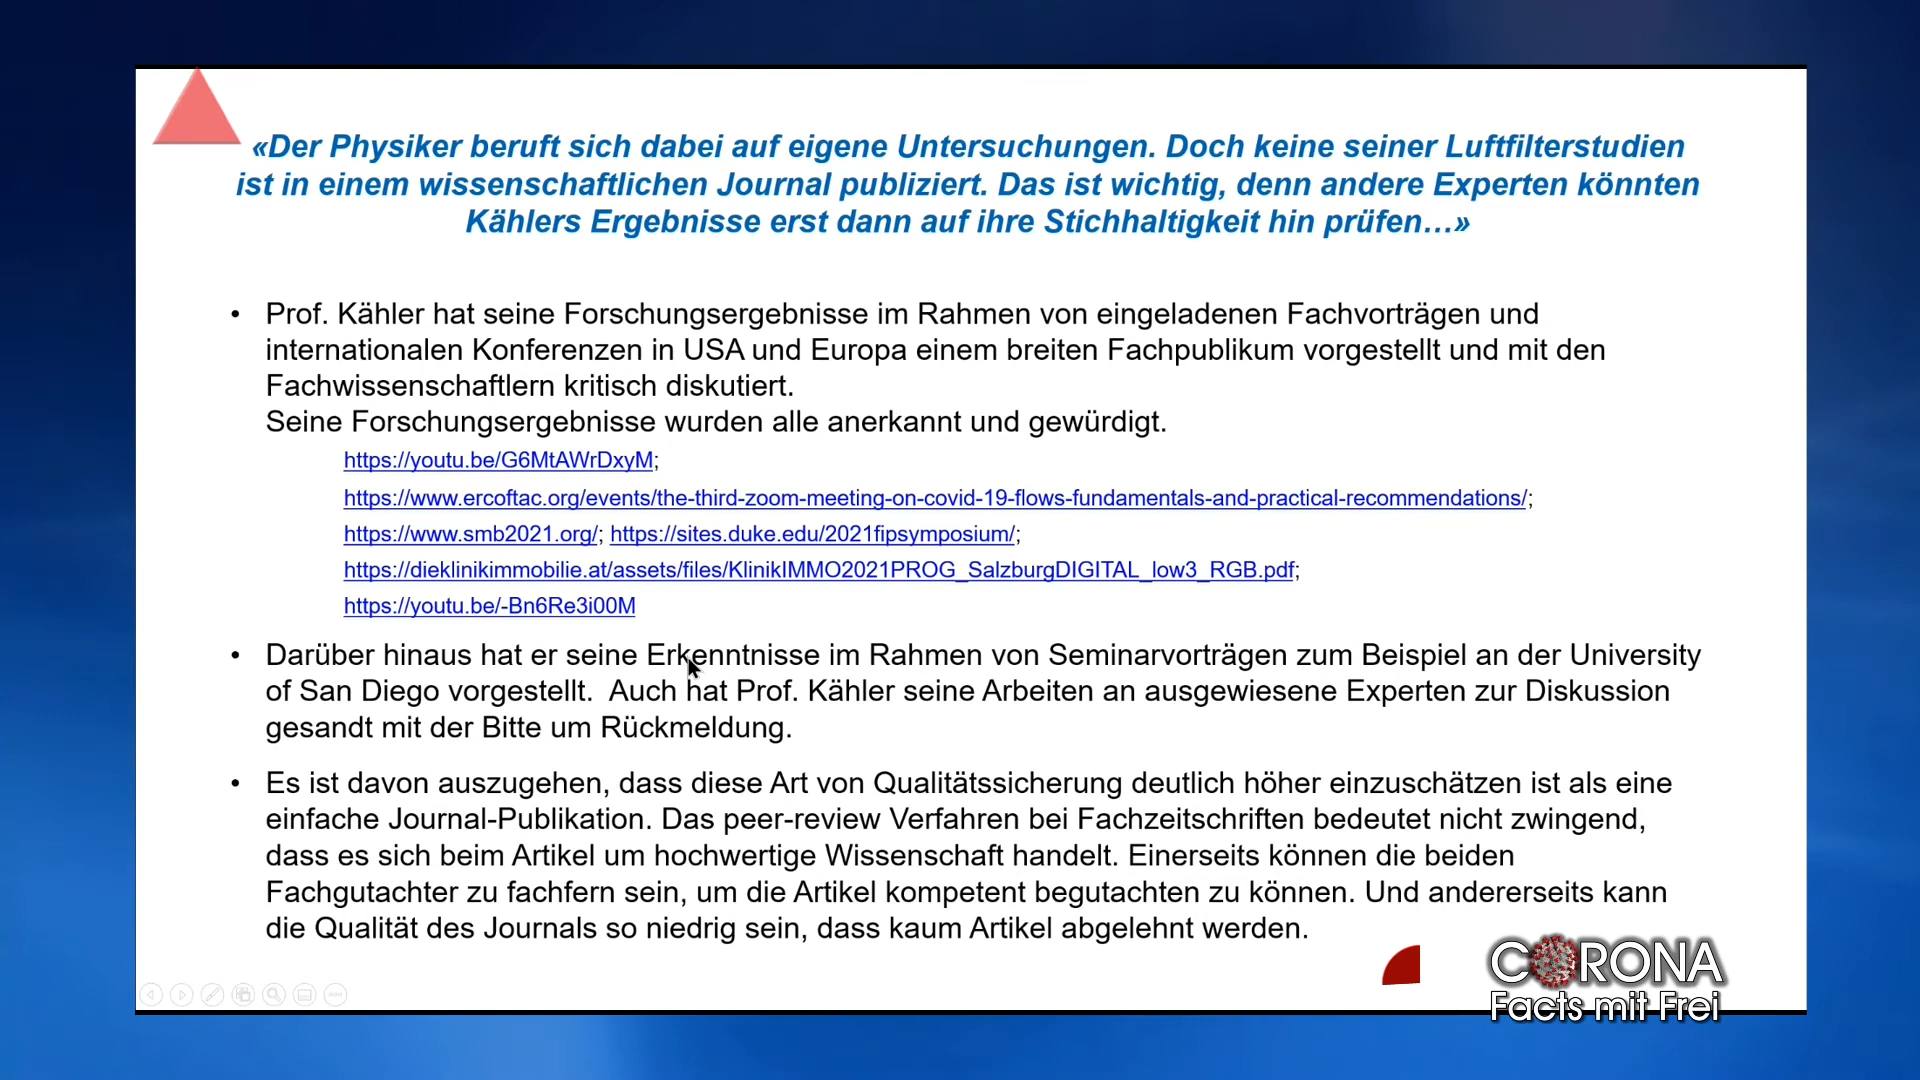 «Der Physiker beruft sich dabei auf eigene Untersuchungen. Doch keine seiner Luftfilterstudien
ist in einem wissenschaftlichen Journal publiziert. Das ist wichtig, denn andere Experten könnten
Kählers Ergebnisse erst dann auf ihre Stichhaltigkeit hin prüfen…»
• Prof. Kähler hat seine Forschungsergebnisse im Rahmen von eingeladenen Fachvorträgen und
internationalen Konferenzen in USA und Europa einem breiten Fachpublikum vorgestellt und mit den
Fachwissenschaftlern kritisch diskutiert.
Seine Forschungsergebnisse wurden alle anerkannt und gewürdigt.
https://youtu.be/G6MtAWrDxyM;
https://www.ercoftac.org/events/the-third-zoom-meeting-on-covid-19-flows-fundamentals-and-practical-recommendations/;
https://www.smb2021.org/; https://sites.duke.edu/2021fipsymposium/;
https://dieklinikimmobilie.at/assets/files/KlinikIMMO2021PROG_SalzburgDIGITAL_low3_RGB.pdf;
https://youtu.be/-Bn6Re3i00M
• Darüber hinaus hat er seine Erkenntnisse im Rahmen von Seminarvorträgen zum Beispiel an der University
of San Diego vorgestellt.  Auch hat Prof. Kähler seine Arbeiten an ausgewiesene Experten zur Diskussion
gesandt mit der Bitte um Rückmeldung.
• Es ist davon auszugehen, dass diese Art von Qualitätssicherung deutlich höher einzuschätzen ist als eine
einfache Journal-Publikation. Das peer-review Verfahren bei Fachzeitschriften bedeutet nicht zwingend,
dass es sich beim Artikel um hochwertige Wissenschaft handelt. Einerseits können die beiden
Fachgutachter zu fachfern sein, um die Artikel kompetent begutachten zu können. Und andererseits kann
die Qualität des Journals so niedrig sein, dass kaum Artikel abgelehnt werden.
CORONA
Facts mit Frei